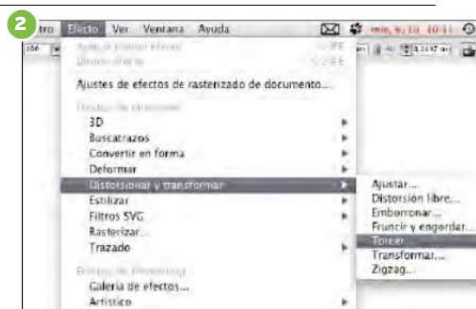 2
tro Efecto Ver Ventana Ayuda
Ajustes de efectos de rasterizado de documento...
3D
Buscatrazos
Convertir en forma
Deformar
Distorsionar y transformar
Estilizar
Filtros SVG
Rasterizar...
Trazado
Galería de efectos...
Artístico
Ajustar...
Distorsión libre...
Emborronar...
Fruncir y engordar...
Torcer...
Transformar...
Zigzag...